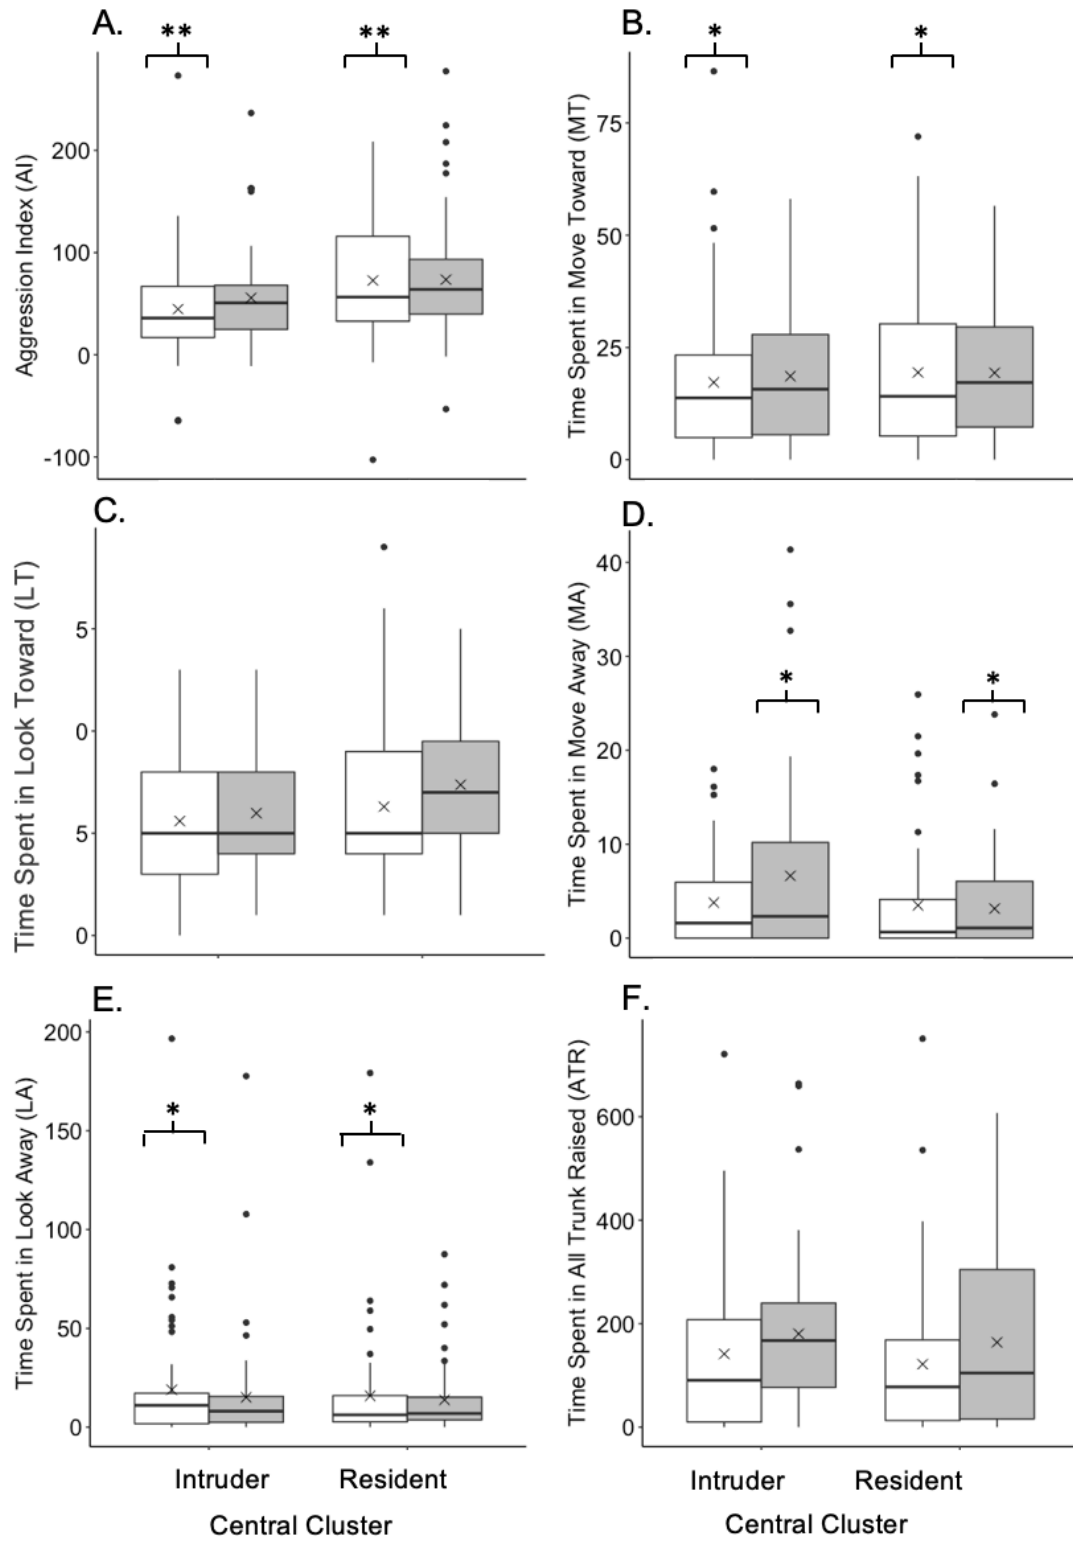 A.
**
**
Aggression Index (AI)
200
100
0
-100
B.
*
*
Time Spent in Move Toward (MT)
75
50
25
0
C.
Time Spent in Look Toward (LT)
5
0
5
0
D.
*
*
Time Spent in Move Away (MA)
40
30
20
10
0
E.
*
*
Time Spent in Look Away (LA)
200
150
100
50
0
Intruder
Resident
Central Cluster
F.
Time Spent in All Trunk Raised (ATR)
600
400
200
0
Intruder
Resident
Central Cluster